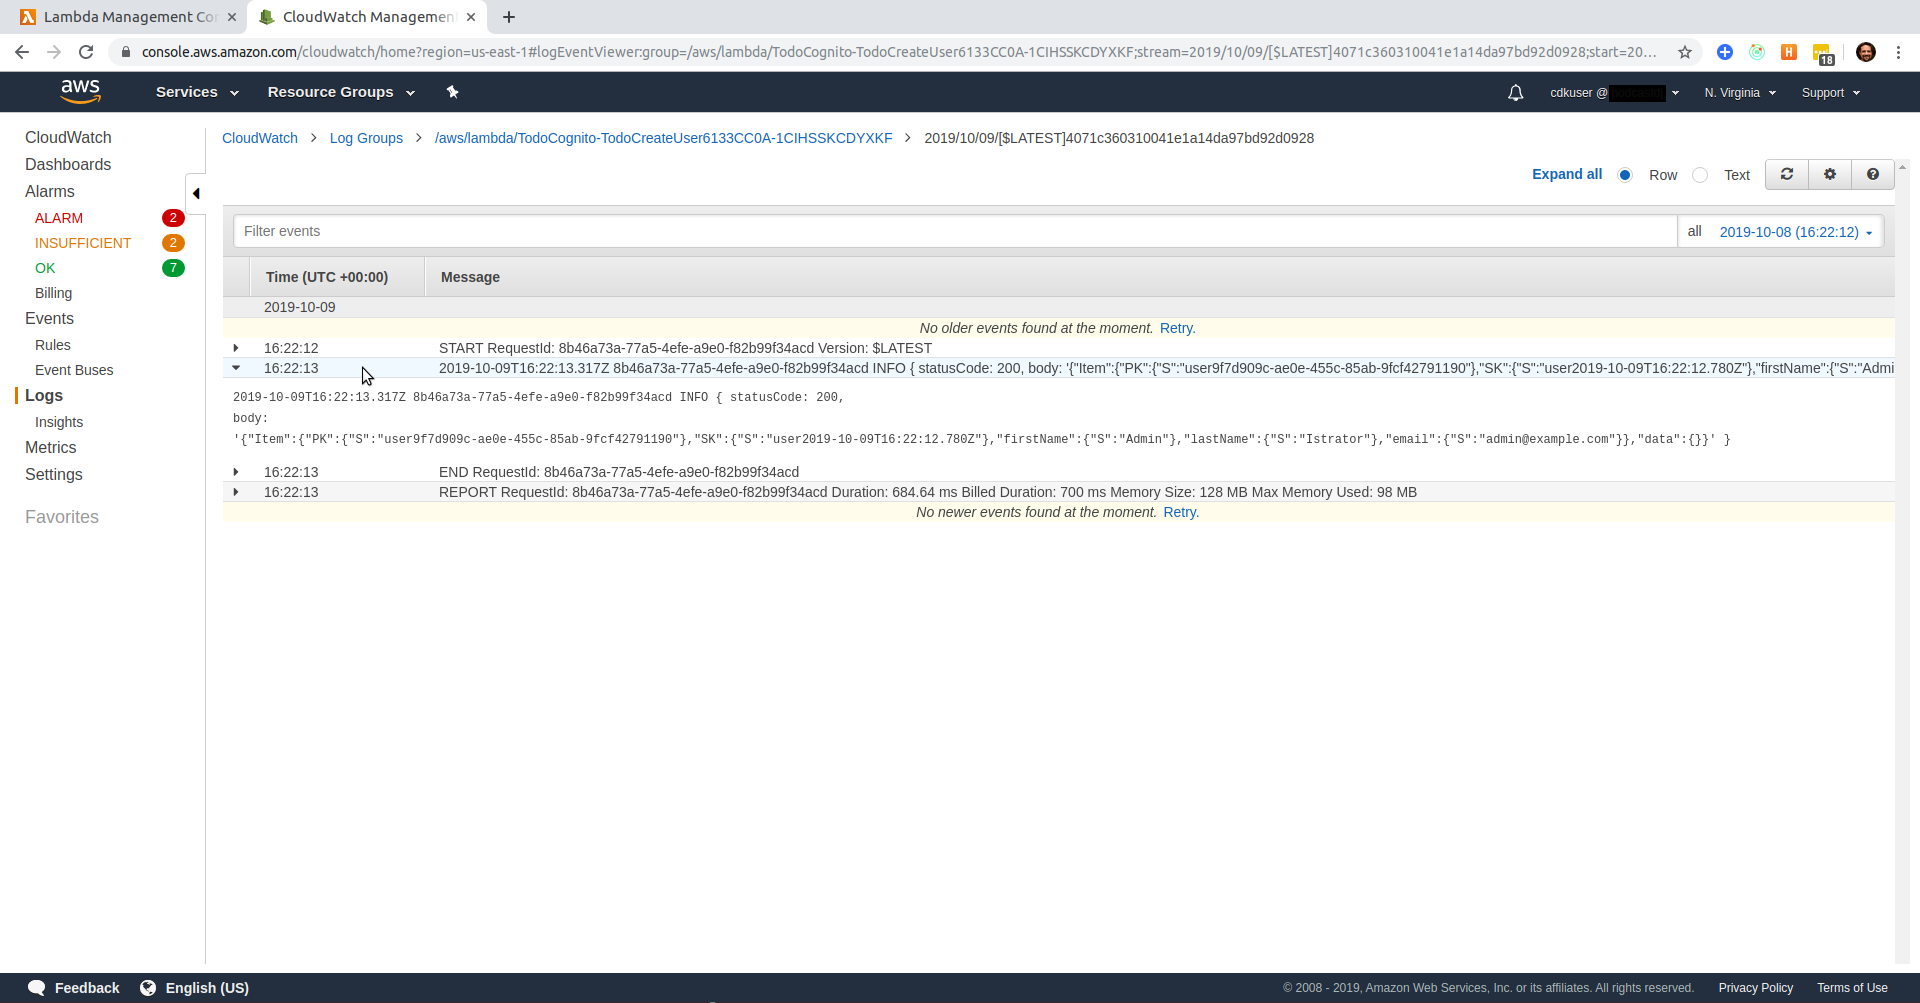 Lambda Management Co
CloudWatch Managemen
console.aws.amazon.com/cloudwatch/home?region=us-east-1#logEventViewer:group=/aws/lambda/TodoCognito-TodoCreateUser6133CC0A-1CIHSSKCDYXKF;stream=2019/10/09/[$LATEST]4071c360310041e1a14da97bd92d0928;start=20...
H
18
aws
Services
Resource Groups
cdkuser @
N. Virginia
Support
CloudWatch
Dashboards
Alarms
ALARM 2
INSUFFICIENT 2
OK 7
Billing
Events
Rules
Event Buses
Logs
Insights
Metrics
Settings
Favorites
CloudWatch > Log Groups > /aws/lambda/TodoCognito-TodoCreateUser6133CC0A-1CIHSSKCDYXKF > 2019/10/09/[$LATEST]4071c360310041e1a14da97bd92d0928
Expand all Row Text
Filter events
all 2019-10-08 (16:22:12)
Time (UTC +00:00) Message
2019-10-09
No older events found at the moment. Retry.
16:22:12 START RequestId: 8b46a73a-77a5-4efe-a9e0-f82b99f34acd Version: $LATEST
16:22:13 2019-10-09T16:22:13.317Z 8b46a73a-77a5-4efe-a9e0-f82b99f34acd INFO { statusCode: 200, body: '{"Item":{"PK":{"S":"user9f7d909c-ae0e-455c-85ab-9fcf42791190"},"SK":{"S":"user2019-10-09T16:22:12.780Z"},"firstName":{"S":"Admi
2019-10-09T16:22:13.317Z 8b46a73a-77a5-4efe-a9e0-f82b99f34acd INFO { statusCode: 200,
body:
'{"Item":{"PK":{"S":"user9f7d909c-ae0e-455c-85ab-9fcf42791190"},"SK":{"S":"user2019-10-09T16:22:12.780Z"},"firstName":{"S":"Admin"},"lastName":{"S":"Istrator"},"email":{"S":"admin@example.com"}},"data":{}}' }
16:22:13 END RequestId: 8b46a73a-77a5-4efe-a9e0-f82b99f34acd
16:22:13 REPORT RequestId: 8b46a73a-77a5-4efe-a9e0-f82b99f34acd Duration: 684.64 ms Billed Duration: 700 ms Memory Size: 128 MB Max Memory Used: 98 MB
No newer events found at the moment. Retry.
Feedback
English (US)
© 2008 - 2019, Amazon Web Services, Inc. or its affiliates. All rights reserved.
Privacy Policy
Terms of Use